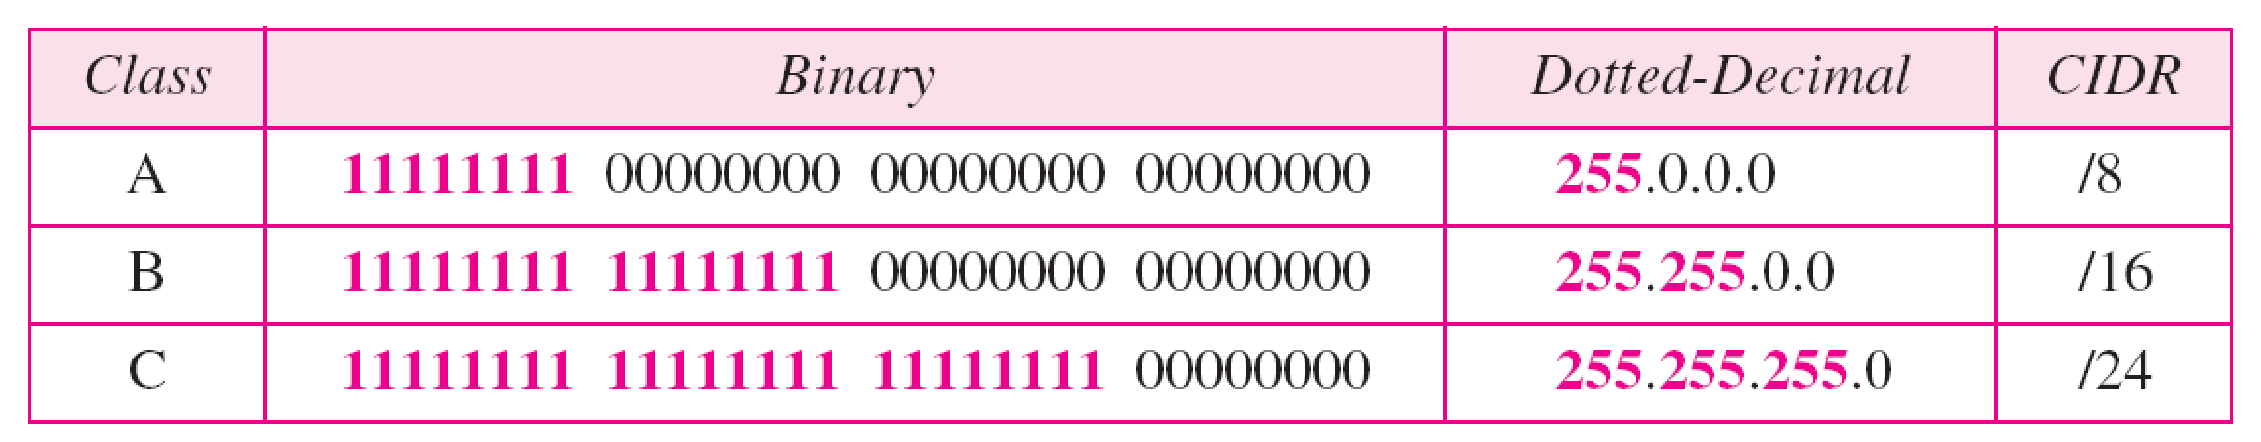 Class Binary Dotted-Decimal CIDR
A 11111111 00000000 00000000 00000000 255.0.0.0 /8
B 11111111 11111111 00000000 00000000 255.255.0.0 /16
C 11111111 11111111 11111111 00000000 255.255.255.0 /24